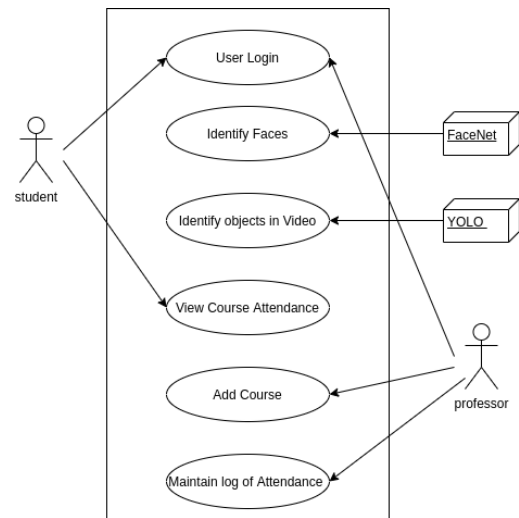 User Login
Identify Faces
FaceNet
student
Identify objects in Video
YOLO
View Course Attendance
Add Course
professor
Maintain log of Attendance